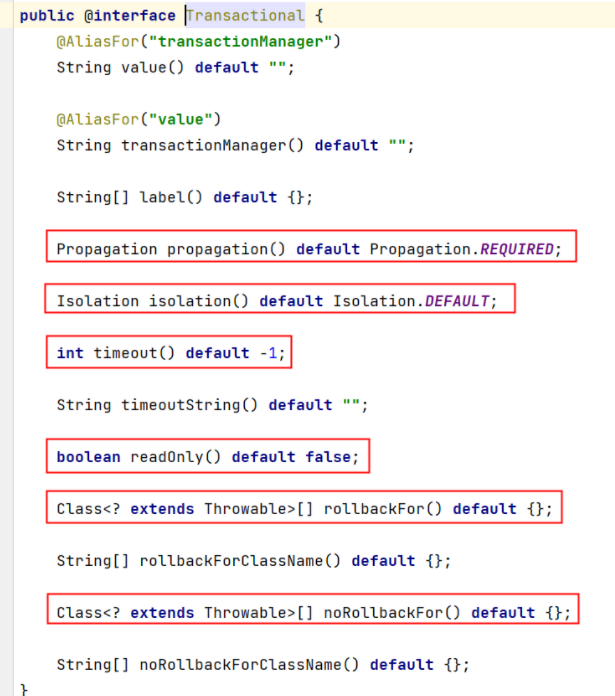 public @interface Transactional {
@AliasFor("transactionManager")
String value() default "";
@AliasFor("value")
String transactionManager() default "";
String[] label() default {};
Propagation propagation() default Propagation.REQUIRED;
Isolation isolation() default Isolation.DEFAULT;
int timeout() default -1;
String timeoutString() default "";
boolean readOnly() default false;
Class<? extends Throwable>[] rollbackFor() default {};
String[] rollbackForClassName() default {};
Class<? extends Throwable>[] noRollbackFor() default {};
String[] noRollbackForClassName() default {};
}